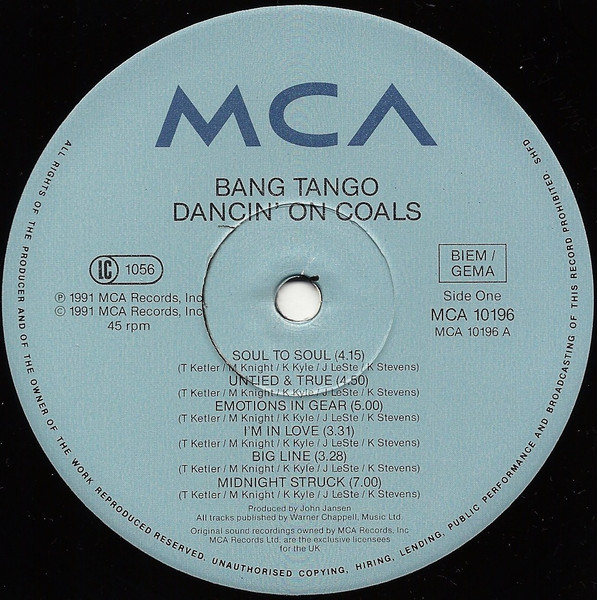 MCA
BANG TANGO
DANCIN' ON COALS
LC 1056
BIEM /
GEMA
℗ 1991 MCA Records, Inc
© 1991 MCA Records, Inc
45 rpm
Side One
MCA 10196
MCA 10196 A
SOUL TO SOUL (4.15)
(T Ketler / M Knight / K Kyle / J LeSte / K Stevens)
UNTIED & TRUE (4.50)
(T Ketler / M Knight / K Kyle / J LeSte / K Stevens)
EMOTIONS IN GEAR (5.00)
(T Ketler / M Knight / K Kyle / J LeSte / K Stevens)
I'M IN LOVE (3.31)
(T Ketler / M Knight / K Kyle / J LeSte / K Stevens)
BIG LINE (3.28)
(T Ketler / M Knight / K Kyle / J LeSte / K Stevens)
MIDNIGHT STRUCK (7.00)
(T Ketler / M Knight / K Kyle / J LeSte / K Stevens)
Produced by John Jansen
All tracks published by Warner Chappell, Music Ltd
Original sound recordings owned by MCA Records, Inc
MCA Records Ltd. are the exclusive licensees
for the UK
ALL RIGHTS OF THE PRODUCER AND OF THE OWNER OF THE WORK REPRODUCED RESERVED. UNAUTHORISED COPYING, HIRING, LENDING, PUBLIC PERFORMANCE AND BROADCASTING OF THIS RECORD PROHIBITED. SHFD